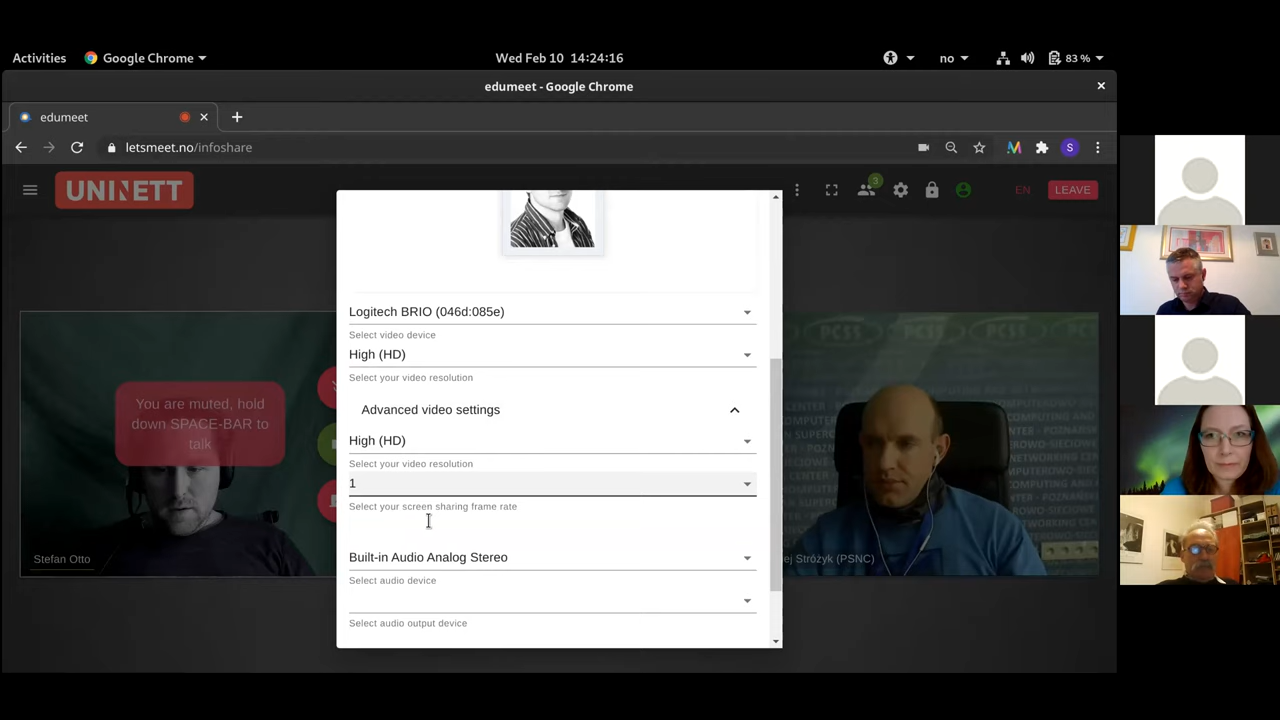 Activities
Google Chrome
Wed Feb 10 14:24:16
no
83 %
edumeet - Google Chrome
edumeet
letsmeet.no/infoshare
M
S
UNINETT
3
EN
LEAVE
Logitech BRIO (046d:085e)
Select video device
High (HD)
Select your video resolution
Advanced video settings
High (HD)
Select your video resolution
1
Select your screen sharing frame rate
Built-in Audio Analog Stereo
Select audio device
Select audio output device
You are muted, hold
down SPACE-BAR to
talk
Stefan Otto
PCSS
Stróżyk (PSNC)